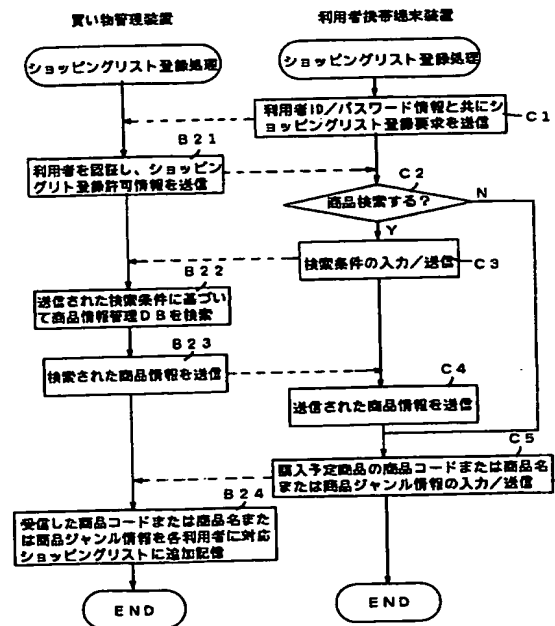 買い物管理装置
利用者携帯端末装置
ショッピングリスト登録処理
ショッピングリスト登録処理
利用者ID/パスワード情報と共にショ
ッピングリスト登録要求を送信
C1
B21
利用者を認証し、ショッピン
グリト登録許可情報を送信
C2
商品検索する?
N
Y
検索条件の入力/送信
C3
B22
送信された検索条件に基づい
て商品情報管理DBを検索
B23
検索された商品情報を送信
C4
送信された商品情報を送信
C5
購入予定商品の商品コードまたは商品名
または商品ジャンル情報の入力/送信
B24
受信した商品コードまたは商品名また
は商品ジャンル情報を各利用者に対応
ショッピングリストに追加記憶
END
END